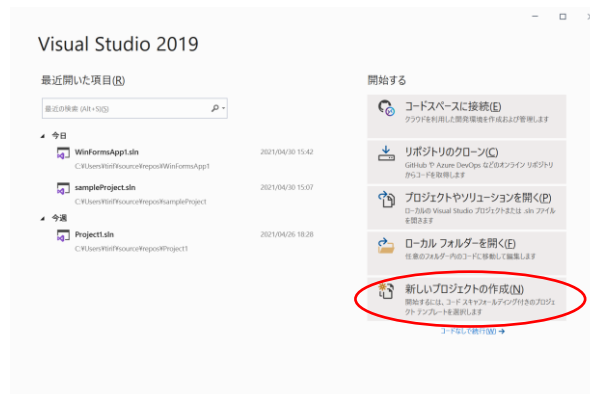 Visual Studio 2019
最近開いた項目(R)
最近の検索 (Alt+S)(S)
今日
WinFormsApp1.sln
2021/04/30 15:42
C:¥Users¥tirif¥source¥repos¥WinFormsApp1
sampleProject.sln
2021/04/30 15:07
C:¥Users¥tirif¥source¥repos¥sampleProject
今週
Project1.sln
2021/04/26 18:28
C:¥Users¥tirif¥source¥repos¥Project1
開始する
コードスペースに接続(E)
クラウドを利用した開発環境を作成および管理します
リポジトリのクローン(C)
GitHub や Azure DevOps などのオンライン リポジトリ
からコードを取得します
プロジェクトやソリューションを開く(P)
ローカルの Visual Studio プロジェクトまたは .sln ファイル
を開きます
ローカル フォルダーを開く(F)
任意のフォルダー内のコードに移動して編集します
新しいプロジェクトの作成(N)
開始するには、コード スキャフォールディング付きのプロジェ
クト テンプレートを選択します
コードなしで続行(W) →